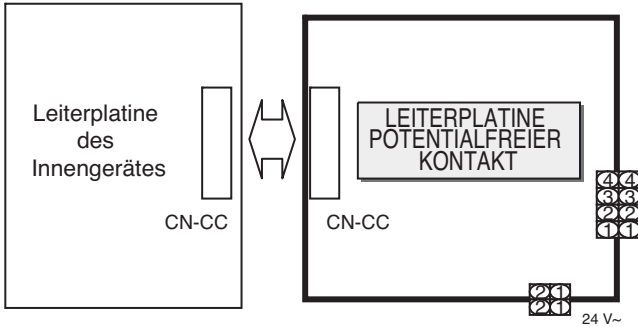 Leiterplatine
des
Innengerätes
CN-CC
LEITERPLATINE
POTENTIALFREIER
KONTAKT
CN-CC
4 4
3 3
2 2
1 1
2 1
2 1
24 V~